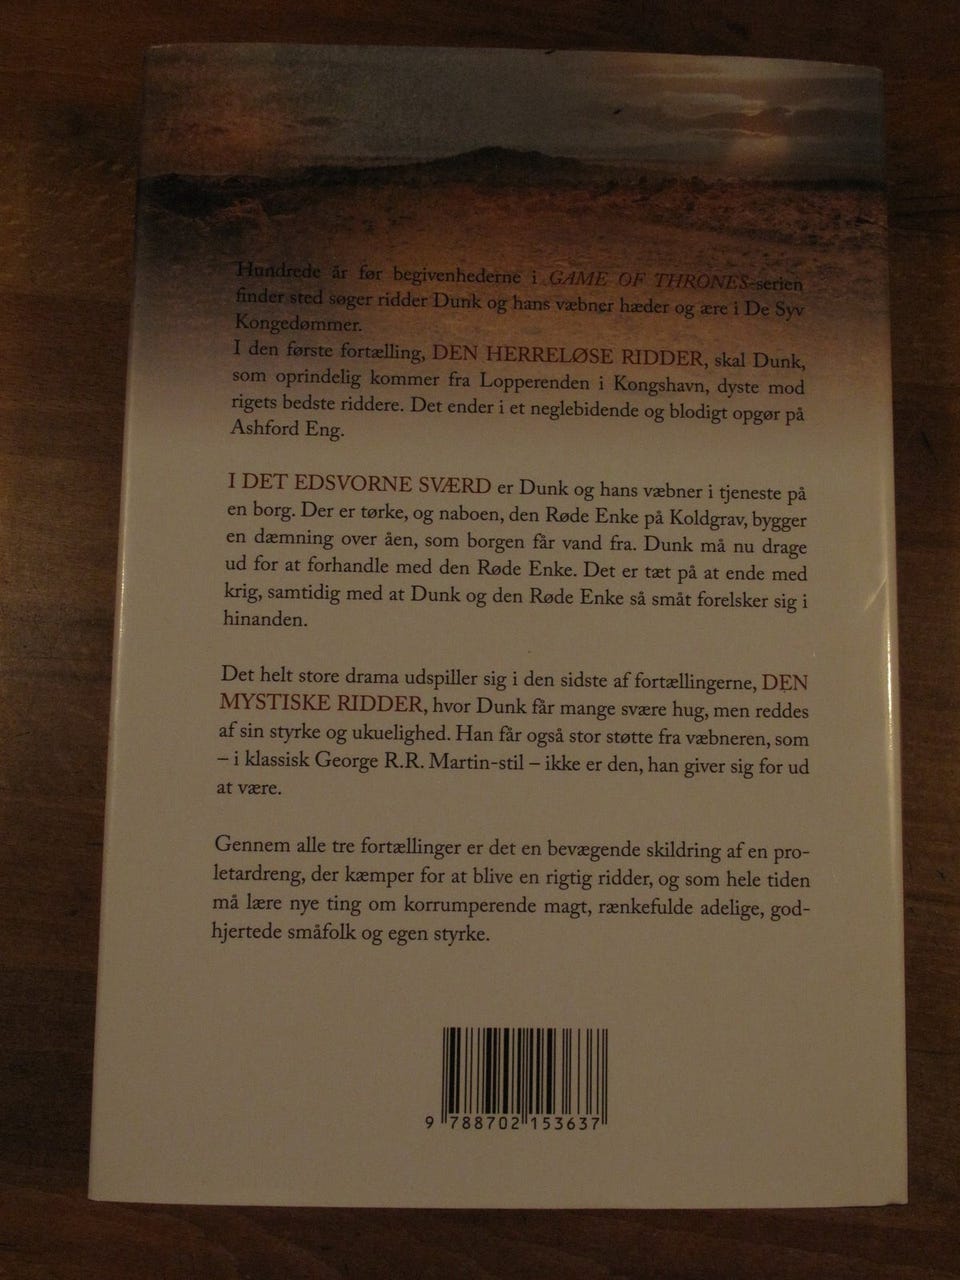 Hundrede år før begivenhederne i GAME OF THRONES-serien
finder sted søger ridder Dunk og hans væbner hæder og ære i De Syv
Kongedømmer.
I den første fortælling, DEN HERRELØSE RIDDER, skal Dunk,
som oprindelig kommer fra Lopperenden i Kongshavn, dyste mod
rigets bedste riddere. Det ender i et neglebidende og blodigt opgør på
Ashford Eng.
I DET EDSVORNE SVÆRD er Dunk og hans væbner i tjeneste på
en borg. Der er tørke, og naboen, den Røde Enke på Koldgrav, bygger
en dæmning over åen, som borgen får vand fra. Dunk må nu drage
ud for at forhandle med den Røde Enke. Det er tæt på at ende med
krig, samtidig med at Dunk og den Røde Enke så småt forelsker sig i
hinanden.
Det helt store drama udspiller sig i den sidste af fortællingerne, DEN
MYSTISKE RIDDER, hvor Dunk får mange svære hug, men reddes
af sin styrke og ukuelighed. Han får også stor støtte fra væbneren, som
– i klassisk George R.R. Martin-stil – ikke er den, han giver sig for ud
at være.
Gennem alle tre fortællinger er det en bevægende skildring af en pro-
letardreng, der kæmper for at blive en rigtig ridder, og som hele tiden
må lære nye ting om korrumperende magt, rænkefulde adelige, god-
hjertede småfolk og egen styrke.
9 788702 153637